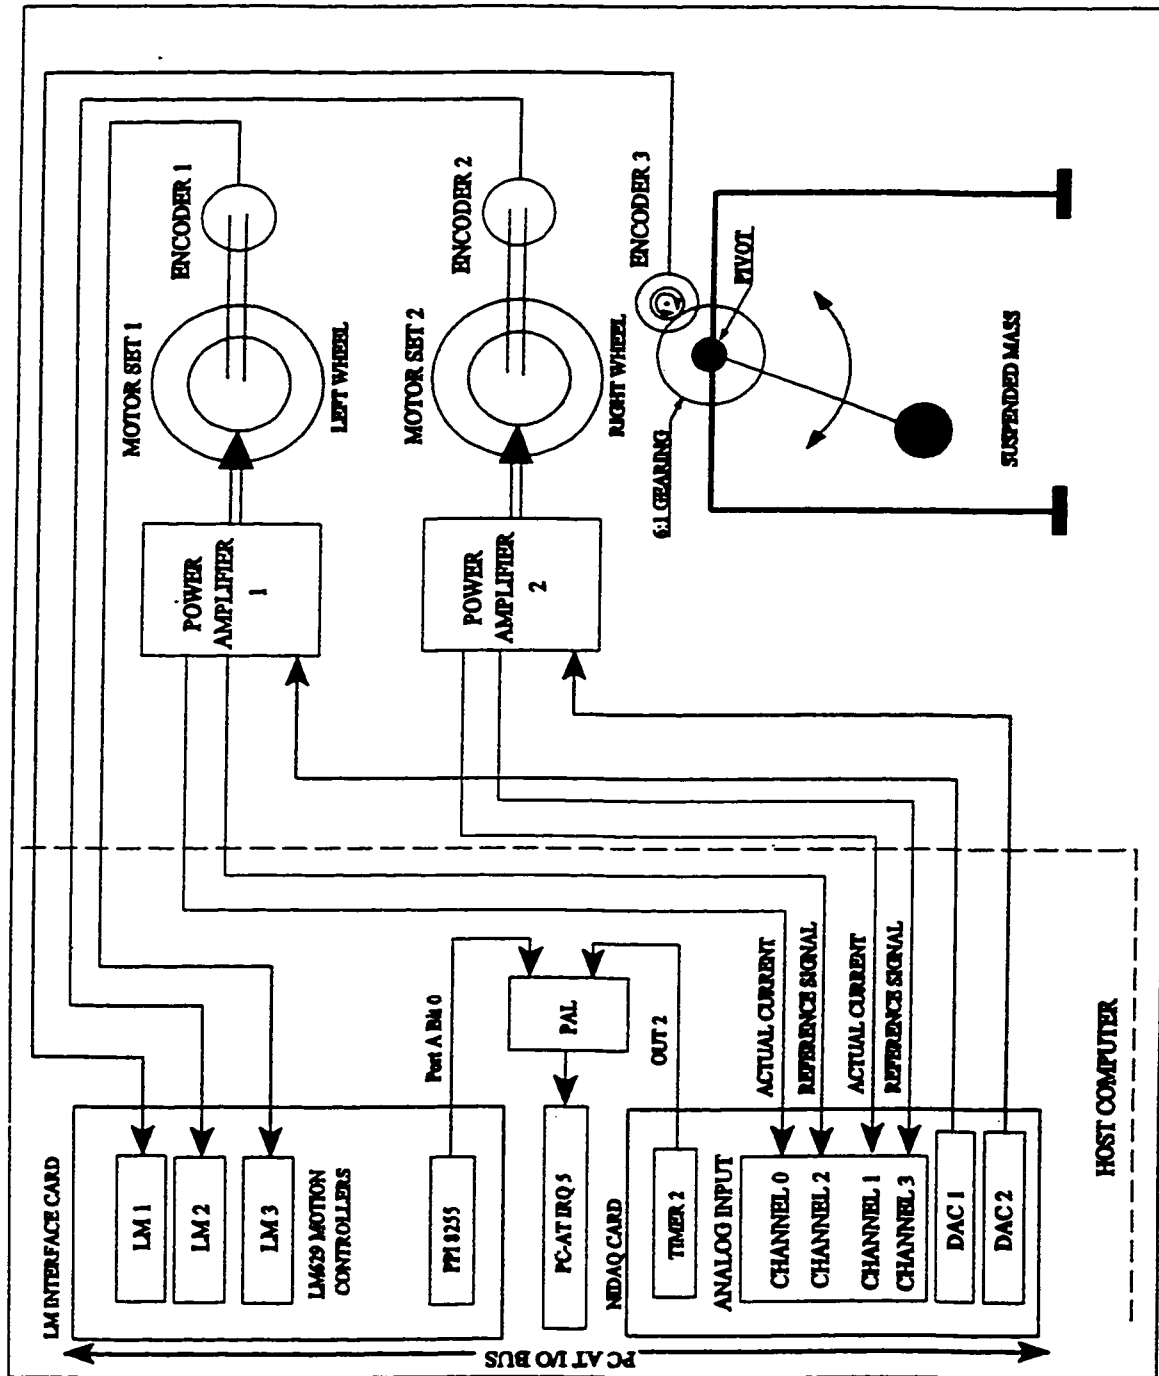 PC AT I/O BUS
LM INTERFACE CARD
LM 1
LM 2
LM 3
LM629 MOTION
CONTROLLERS
PPI 8255
Port A Bit 0
PAL
PC-AT IRQ 5
OUT 2
NIDAQ CARD
TIMER 2
ANALOG INPUT
CHANNEL 0
CHANNEL 2
CHANNEL 1
CHANNEL 3
DAC 1
DAC 2
ACTUAL CURRENT
REFERENCE SIGNAL
ACTUAL CURRENT
REFERENCE SIGNAL
HOST COMPUTER
POWER
AMPLIFIER
1
POWER
AMPLIFIER
2
MOTOR SET 1
LEFT WHEEL
ENCODER 1
MOTOR SET 2
RIGHT WHEEL
ENCODER 2
ENCODER 3
6:1 GEARING
PIVOT
SUSPENDED MASS